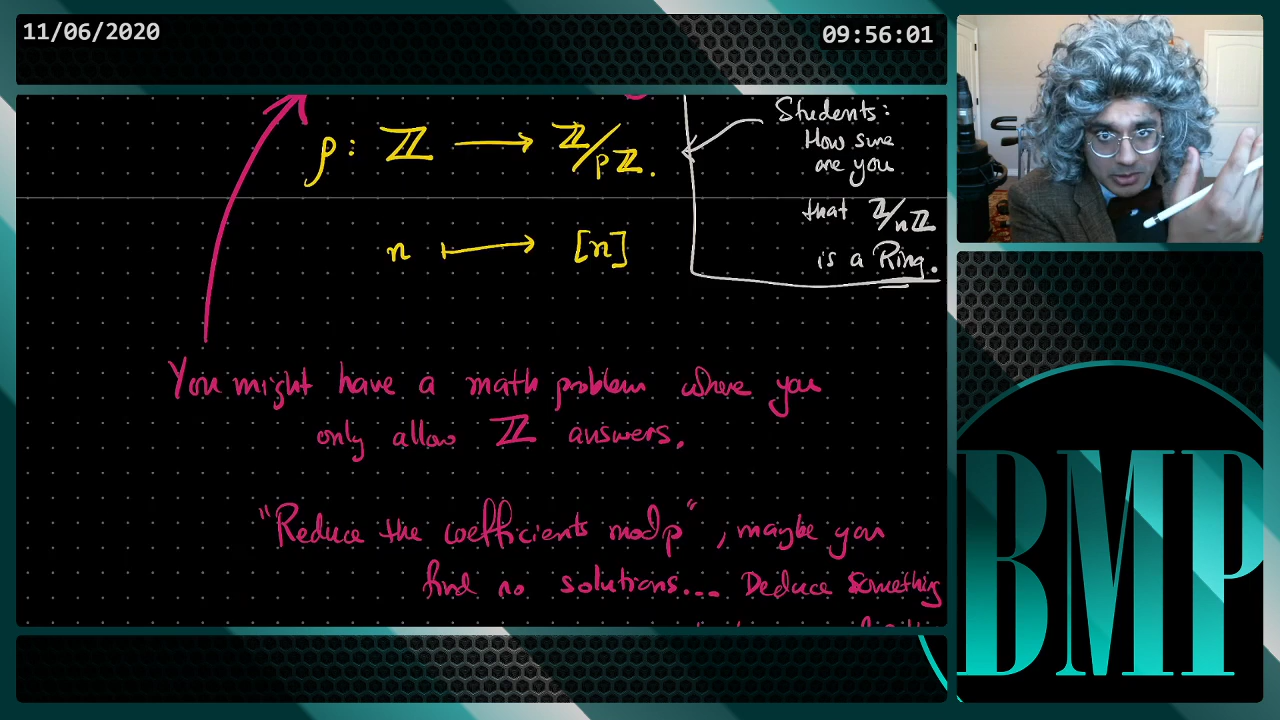 11/06/2020
09:56:01
ρ: ℤ ⟶ ℤ/pℤ.
n ⟼ [n]
Students:
How sure
are you
that ℤ/nℤ
is a Ring.
You might have a math problem where you
only allow ℤ answers.
"Reduce the coefficients mod p", maybe you
find no solutions... Deduce something
BMP